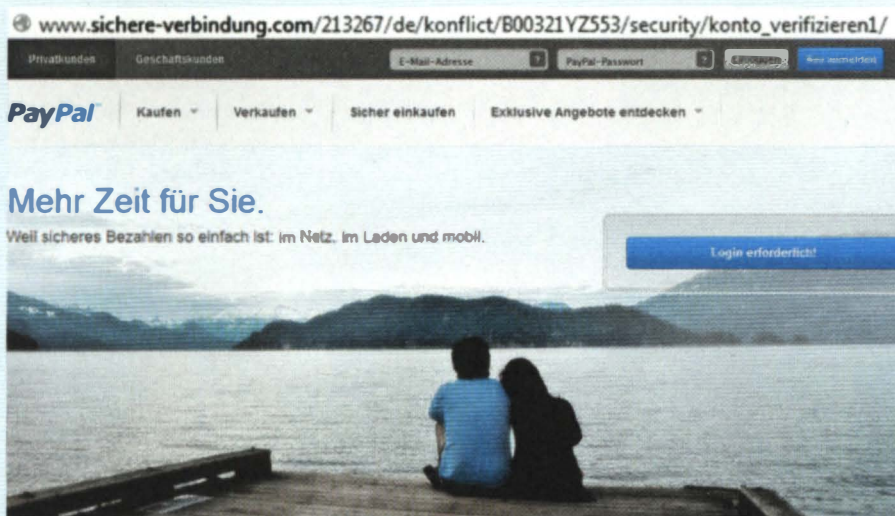 www.sichere-verbindung.com/213267/de/konflict/B00321YZ553/security/konto_verifizieren1/
Privatkunden Geschäftskunden E-Mail-Adresse ? PayPal-Passwort ?
PayPal Kaufen Verkaufen Sicher einkaufen Exklusive Angebote entdecken
Mehr Zeit für Sie.
Weil sicheres Bezahlen so einfach ist: im Netz, im Laden und mobil.
Login erforderlich!